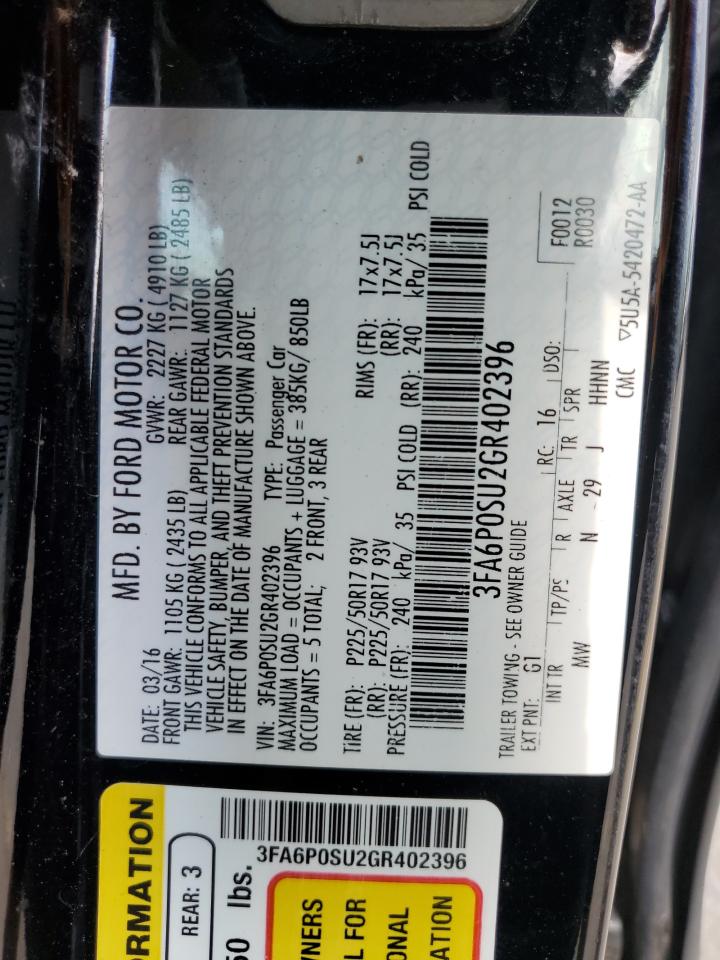 MFD. BY FORD MOTOR CO.
DATE: 03/16 GVWR: 2227 KG ( 4910 LB)
FRONT GAWR: 1105 KG ( 2435 LB) REAR GAWR: 1127 KG ( 2485 LB)
THIS VEHICLE CONFORMS TO ALL APPLICABLE FEDERAL MOTOR
VEHICLE SAFETY, BUMPER, AND THEFT PREVENTION STANDARDS
IN EFFECT ON THE DATE OF MANUFACTURE SHOWN ABOVE.
VIN: 3FA6P0SU2GR402396 TYPE: Passenger Car
MAXIMUM LOAD = OCCUPANTS + LUGGAGE = 385KG/ 850LB
OCCUPANTS = 5 TOTAL; 2 FRONT, 3 REAR
TIRE (FR): P225/50R17 93V RIMS (FR): 17x7.5J
(RR): P225/50R17 93V (RR): 17x7.5J
PRESSURE (FR): 240 kPa/ 35 PSI COLD (RR): 240 kPa/ 35 PSI COLD
3FA6P0SU2GR402396
TRAILER TOWING - SEE OWNER GUIDE
EXT PNT: G1 RC: 16 DSO: F0012
R0030
INT TR TP/PS R AXLE TR SPR
MW N 29 J HHNN
CMC ▽5U5A-5420472-AA
RMATION
REAR: 3
lbs.
3FA6P0SU2GR402396
WNERS
L FOR
ONAL
ATION